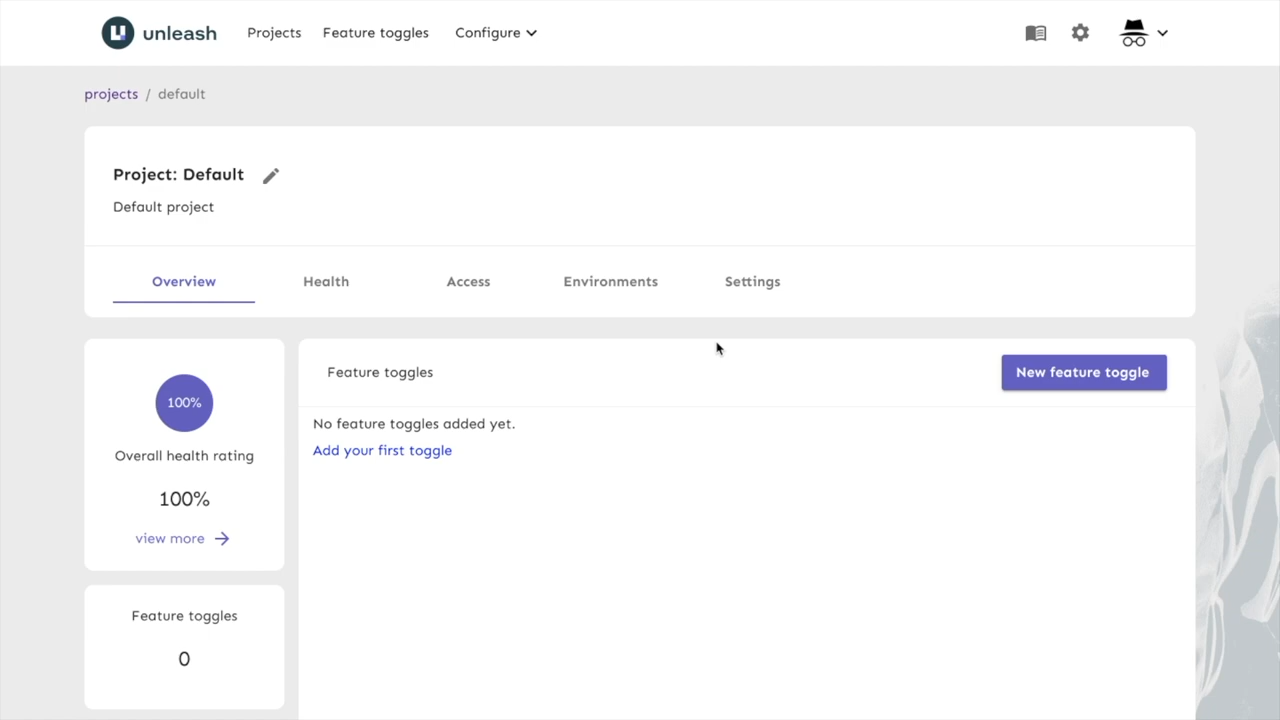 unleash Projects Feature toggles Configure
projects / default
Project: Default
Default project
Overview Health Access Environments Settings
100%
Overall health rating
100%
view more
Feature toggles
0
Feature toggles New feature toggle
No feature toggles added yet.
Add your first toggle